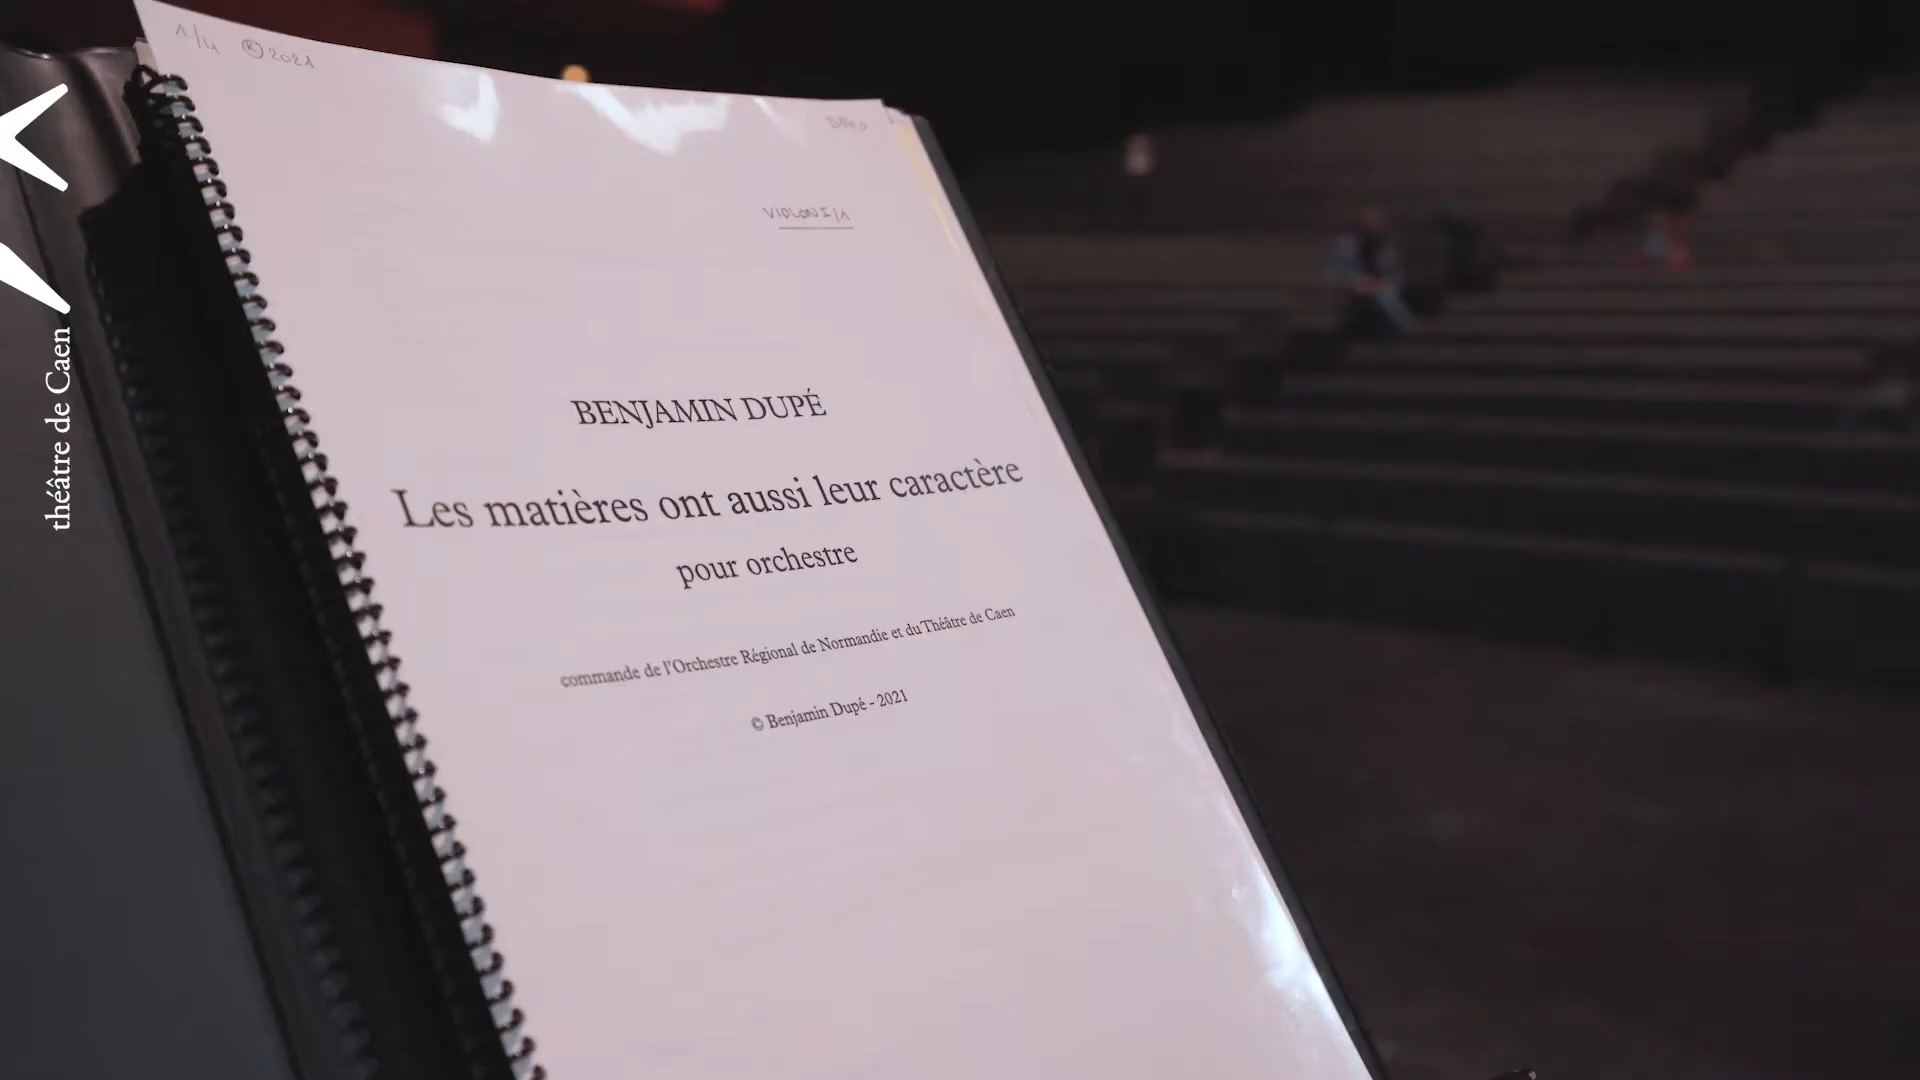 1/4 Ⓚ 2021
VIOLON I/1
BENJAMIN DUPÉ
Les matières ont aussi leur caractère
pour orchestre
commande de l'Orchestre Régional de Normandie et du Théâtre de Caen
© Benjamin Dupé - 2021
théâtre de Caen